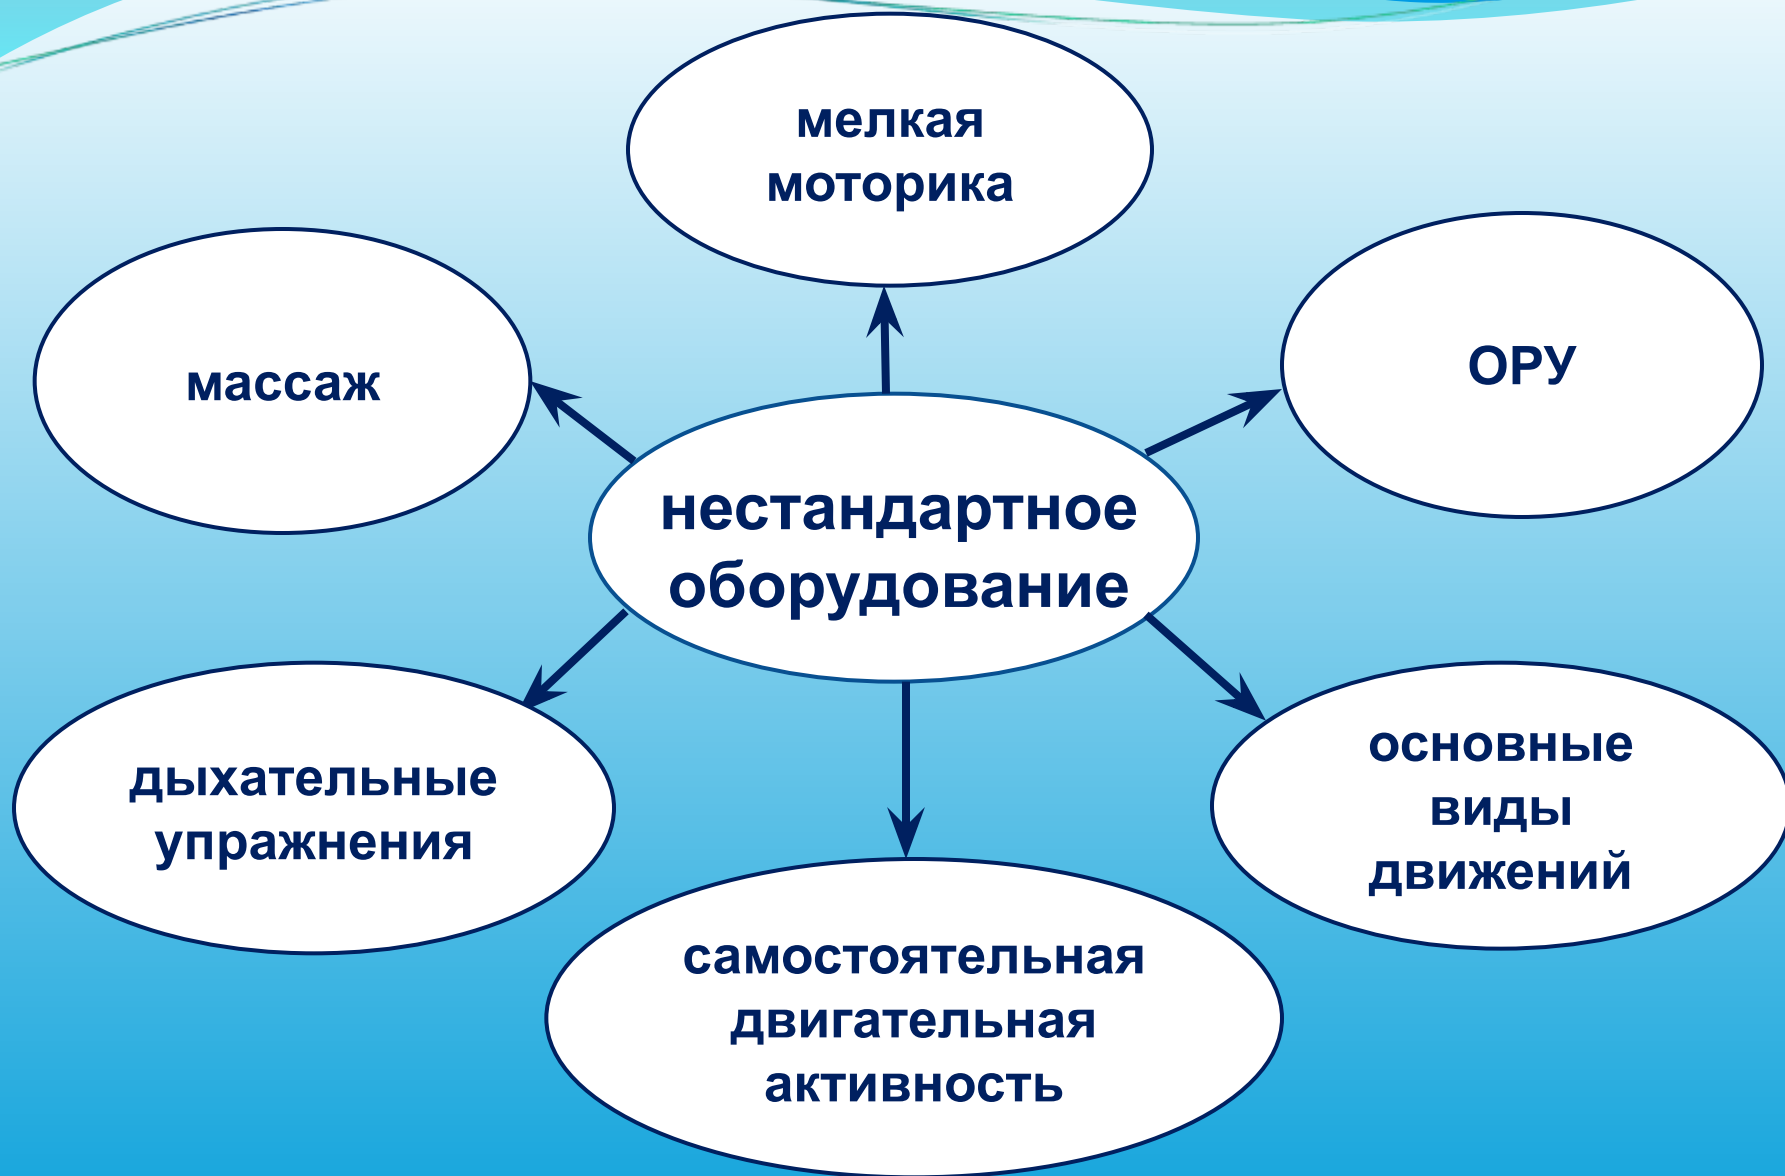 мелкая
моторика
массаж
ОРУ
нестандартное
оборудование
дыхательные
упражнения
основные
виды
движений
самостоятельная
двигательная
активность